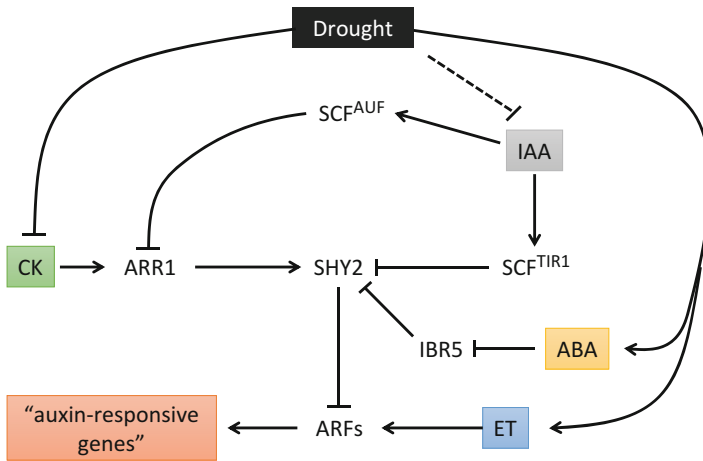 Drought
SCF^AUF
IAA
CK
ARR1
SHY2
SCF^TIR1
IBR5
ABA
“auxin-responsive
genes”
ARFs
ET